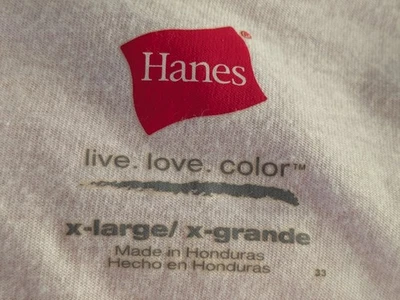 Hanes®
live. love. color™
x-large/ x-grande
Made in Honduras
Hecho en Honduras 33